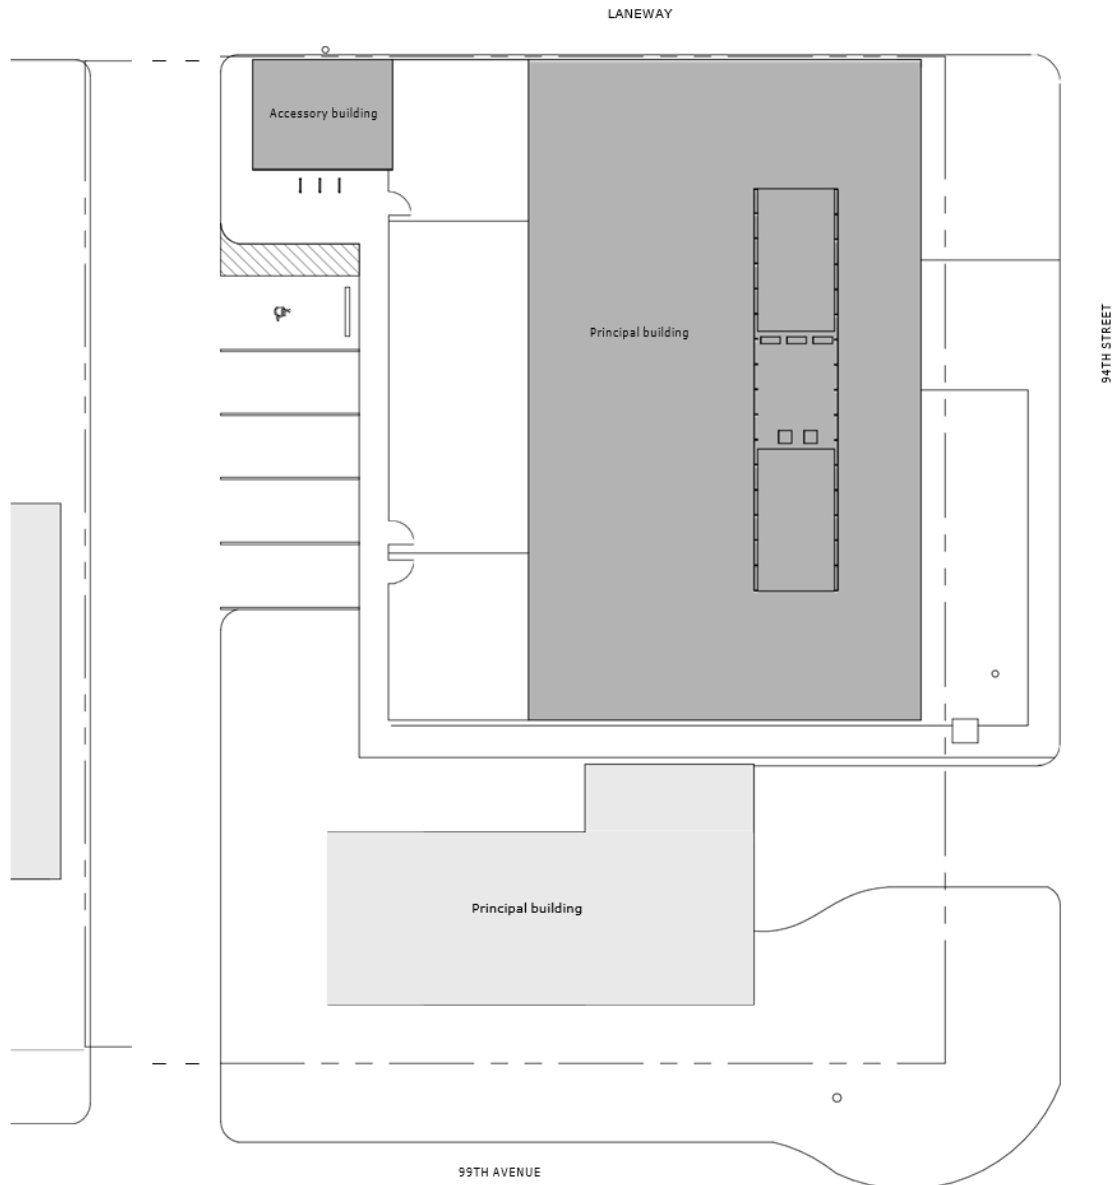 LANEWAY
Accessory building
Principal building
94TH STREET
Principal building
99TH AVENUE